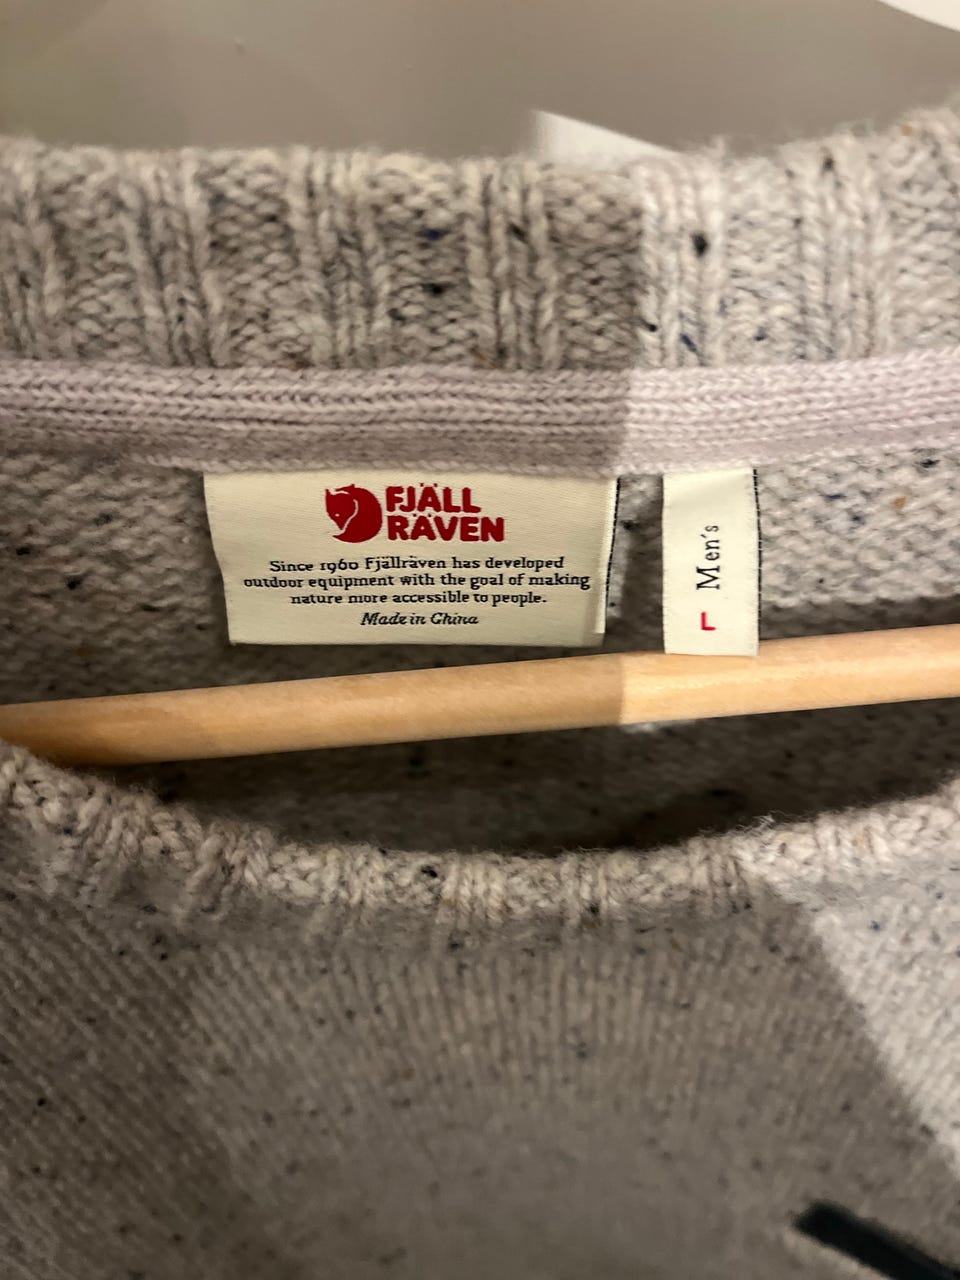 FJÄLL
RÄVEN
Since 1960 Fjällräven has developed
outdoor equipment with the goal of making
nature more accessible to people.
Made in China
Men's
L